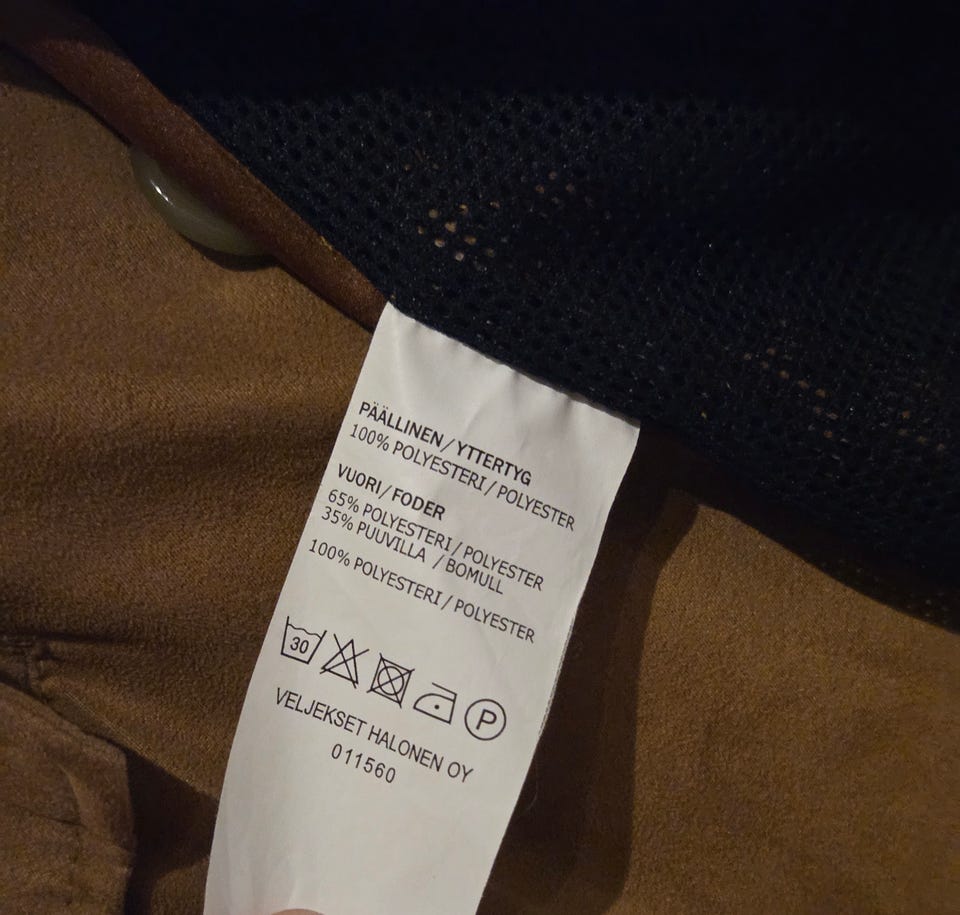 PÄÄLLINEN / YTTERTYG
100% POLYESTERI / POLYESTER
VUORI / FODER
65% POLYESTERI / POLYESTER
35% PUUVILLA / BOMULL
100% POLYESTERI / POLYESTER
30 P
VELJEKSET HALONEN OY
011560